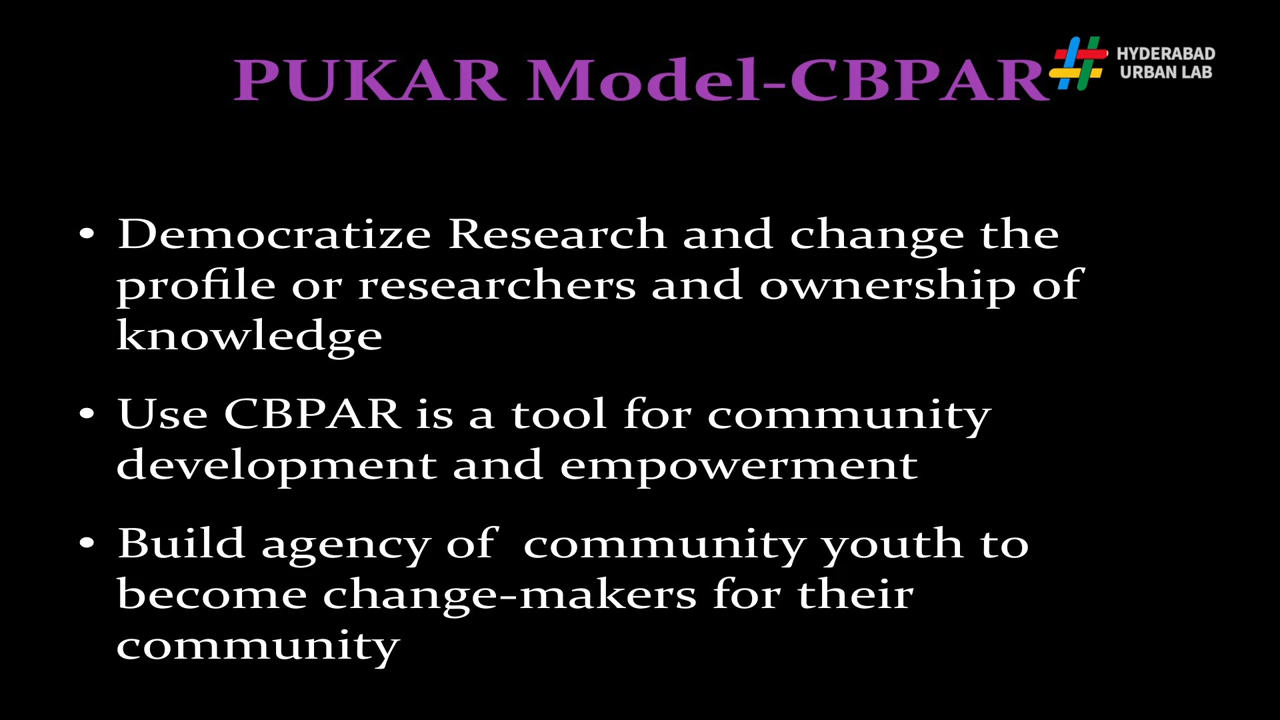 PUKAR Model-CBPAR
HYDERABAD
URBAN LAB
• Democratize Research and change the
profile or researchers and ownership of
knowledge
• Use CBPAR is a tool for community
development and empowerment
• Build agency of  community youth to
become change-makers for their
community